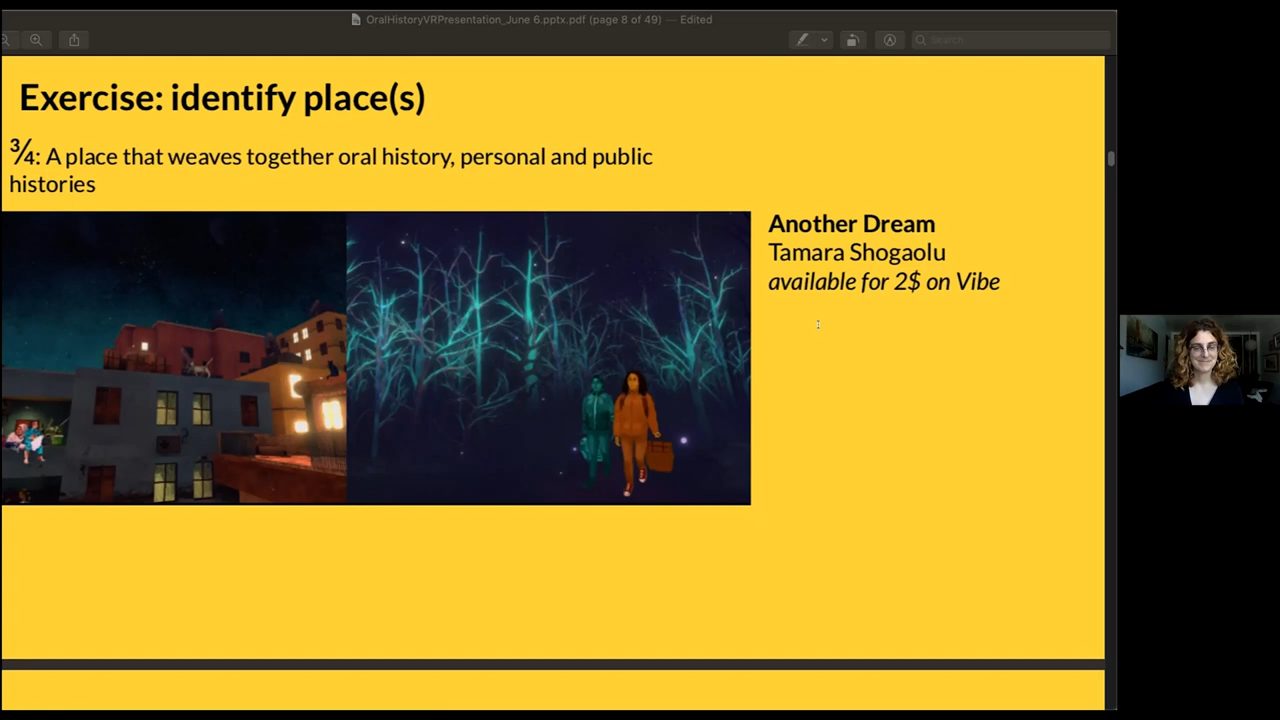 OralHistoryVRPresentation_June 6.pptx.pdf (page 8 of 49) — Edited
Search
Exercise: identify place(s)
¾: A place that weaves together oral history, personal and public
histories
Another Dream
Tamara Shogaolu
available for 2$ on Vibe